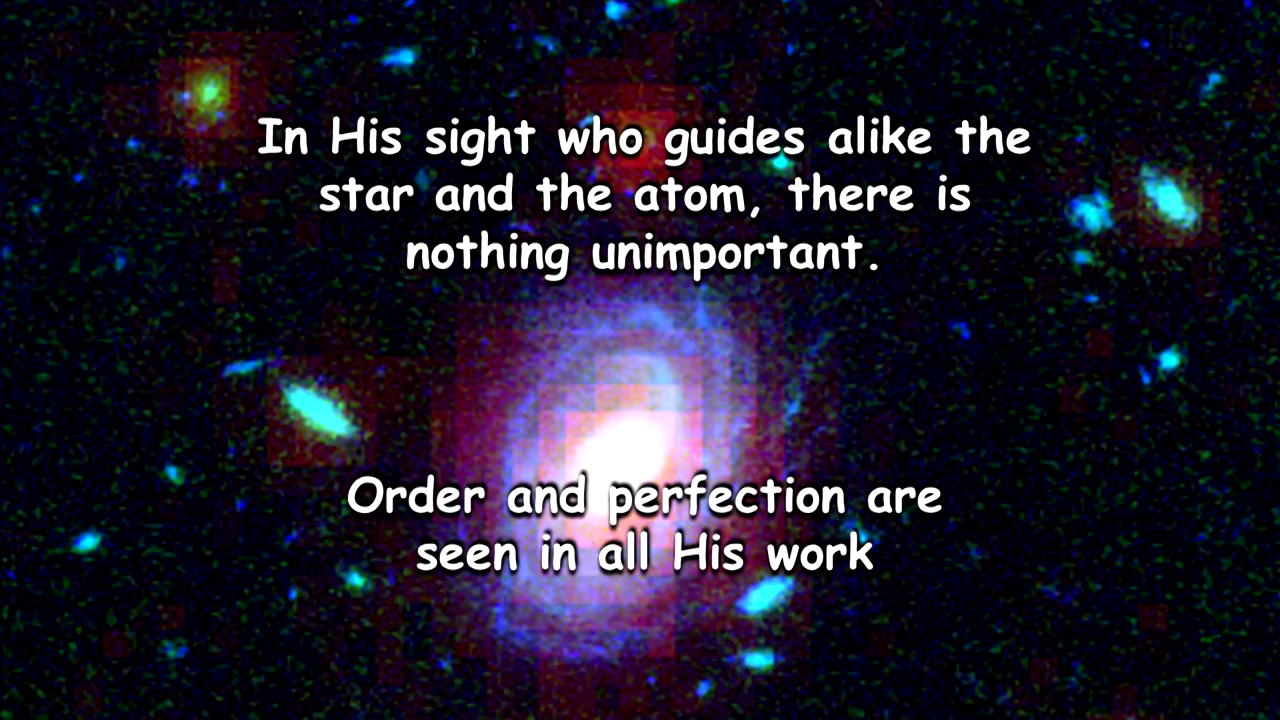 In His sight who guides alike the
star and the atom, there is
nothing unimportant.
Order and perfection are
seen in all His work